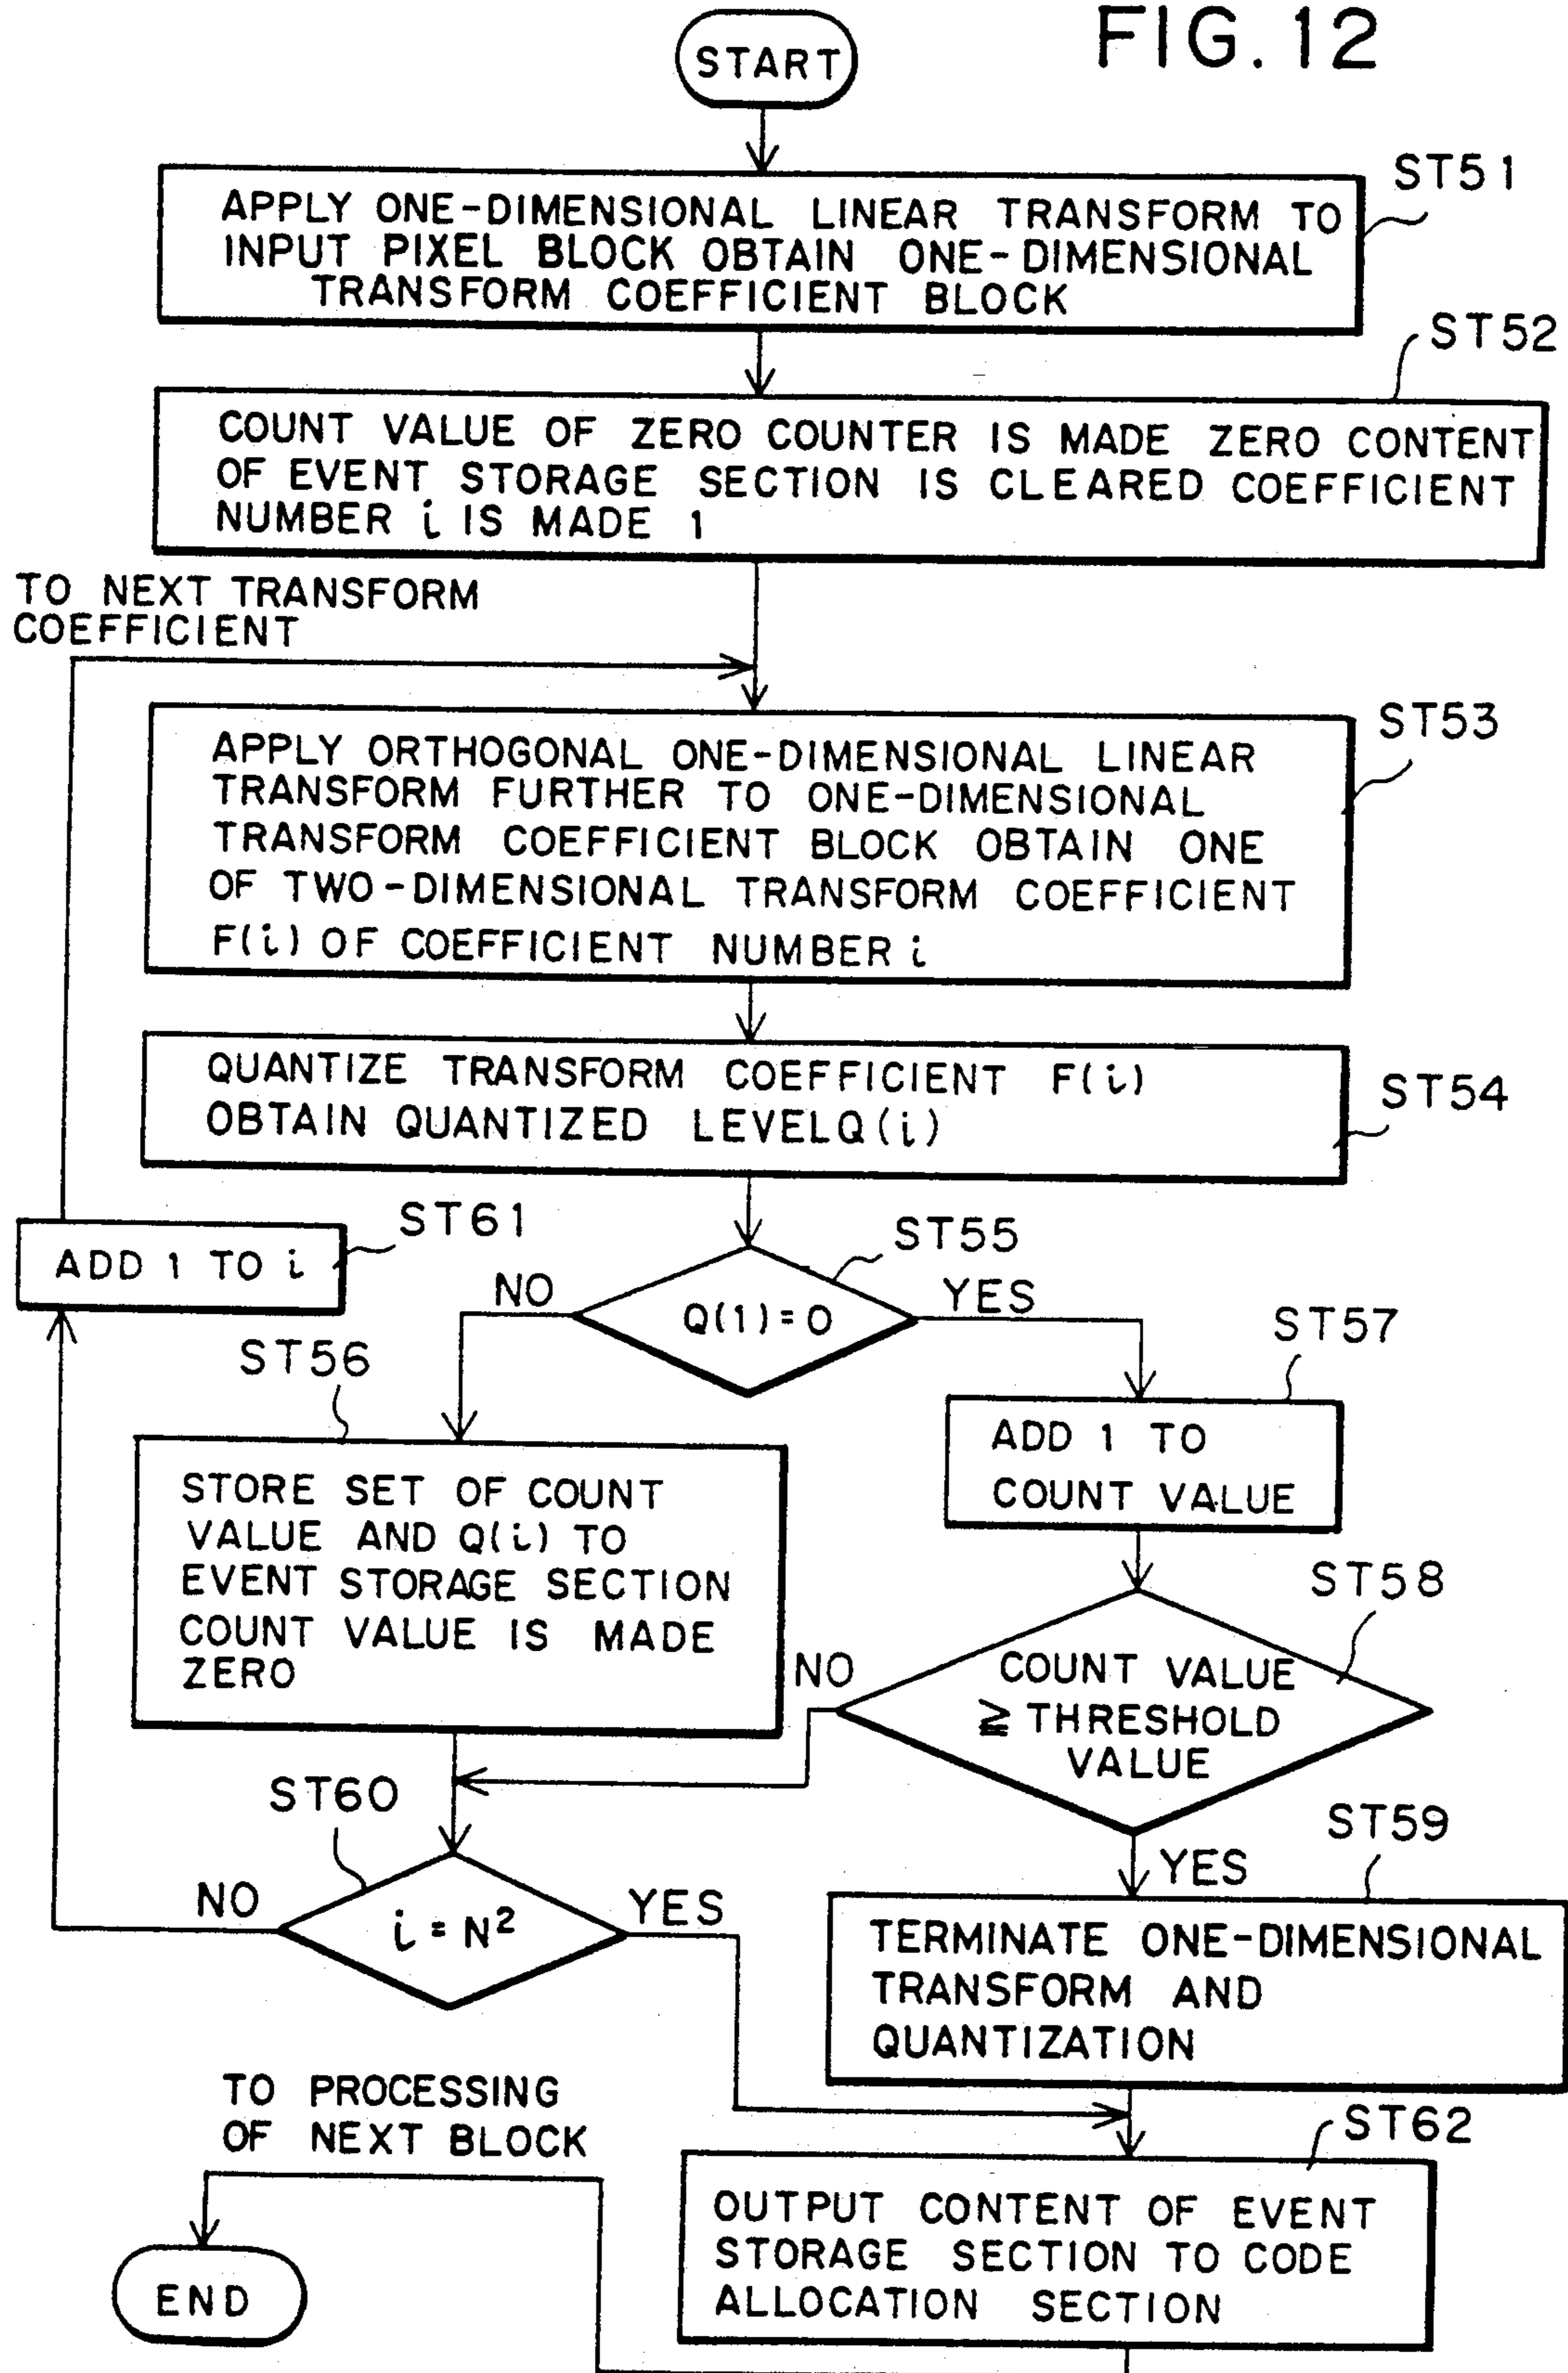 FIG. 12
START
ST51
APPLY ONE-DIMENSIONAL LINEAR TRANSFORM TO
INPUT PIXEL BLOCK OBTAIN ONE-DIMENSIONAL
TRANSFORM COEFFICIENT BLOCK
ST52
COUNT VALUE OF ZERO COUNTER IS MADE ZERO CONTENT
OF EVENT STORAGE SECTION IS CLEARED COEFFICIENT
NUMBER i IS MADE 1
TO NEXT TRANSFORM
COEFFICIENT
ST53
APPLY ORTHOGONAL ONE-DIMENSIONAL LINEAR
TRANSFORM FURTHER TO ONE-DIMENSIONAL
TRANSFORM COEFFICIENT BLOCK OBTAIN ONE
OF TWO-DIMENSIONAL TRANSFORM COEFFICIENT
F(i) OF COEFFICIENT NUMBER i
ST54
QUANTIZE TRANSFORM COEFFICIENT F(i)
OBTAIN QUANTIZED LEVELQ(i)
ST61
ADD 1 TO i
ST55
NO
YES
Q(1)=0
ST56
ST57
ADD 1 TO
COUNT VALUE
STORE SET OF COUNT
VALUE AND Q(i) TO
EVENT STORAGE SECTION
COUNT VALUE IS MADE
ZERO
ST58
NO
COUNT VALUE
≧ THRESHOLD
VALUE
ST60
ST59
YES
NO
YES
i = N²
TERMINATE ONE-DIMENSIONAL
TRANSFORM AND
QUANTIZATION
TO PROCESSING
OF NEXT BLOCK
ST62
OUTPUT CONTENT OF EVENT
STORAGE SECTION TO CODE
ALLOCATION SECTION
END